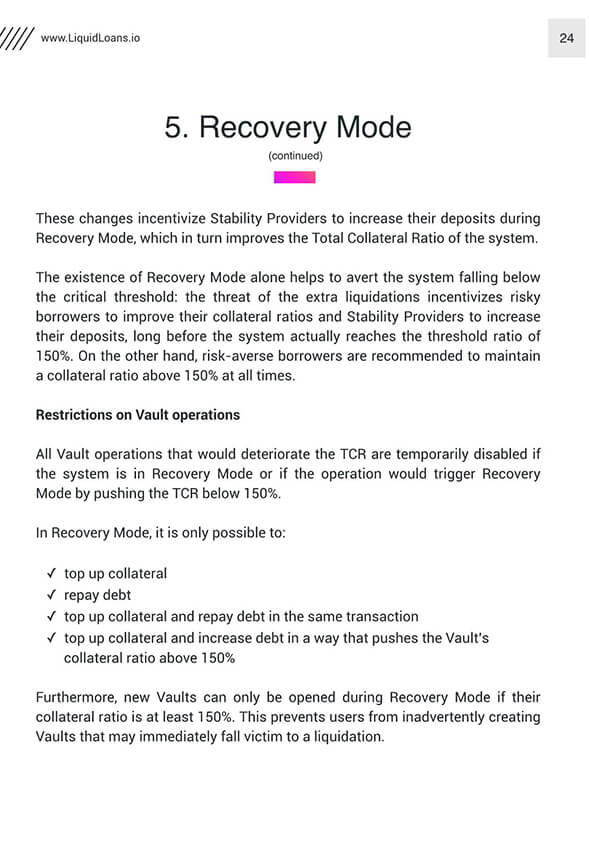 www.LiquidLoans.io
24
5. Recovery Mode
(continued)
These changes incentivize Stability Providers to increase their deposits during
Recovery Mode, which in turn improves the Total Collateral Ratio of the system.
The existence of Recovery Mode alone helps to avert the system falling below
the critical threshold: the threat of the extra liquidations incentivizes risky
borrowers to improve their collateral ratios and Stability Providers to increase
their deposits, long before the system actually reaches the threshold ratio of
150%. On the other hand, risk-averse borrowers are recommended to maintain
a collateral ratio above 150% at all times.
Restrictions on Vault operations
All Vault operations that would deteriorate the TCR are temporarily disabled if
the system is in Recovery Mode or if the operation would trigger Recovery
Mode by pushing the TCR below 150%.
In Recovery Mode, it is only possible to:
✓ top up collateral
✓ repay debt
✓ top up collateral and repay debt in the same transaction
✓ top up collateral and increase debt in a way that pushes the Vault's
collateral ratio above 150%
Furthermore, new Vaults can only be opened during Recovery Mode if their
collateral ratio is at least 150%. This prevents users from inadvertently creating
Vaults that may immediately fall victim to a liquidation.